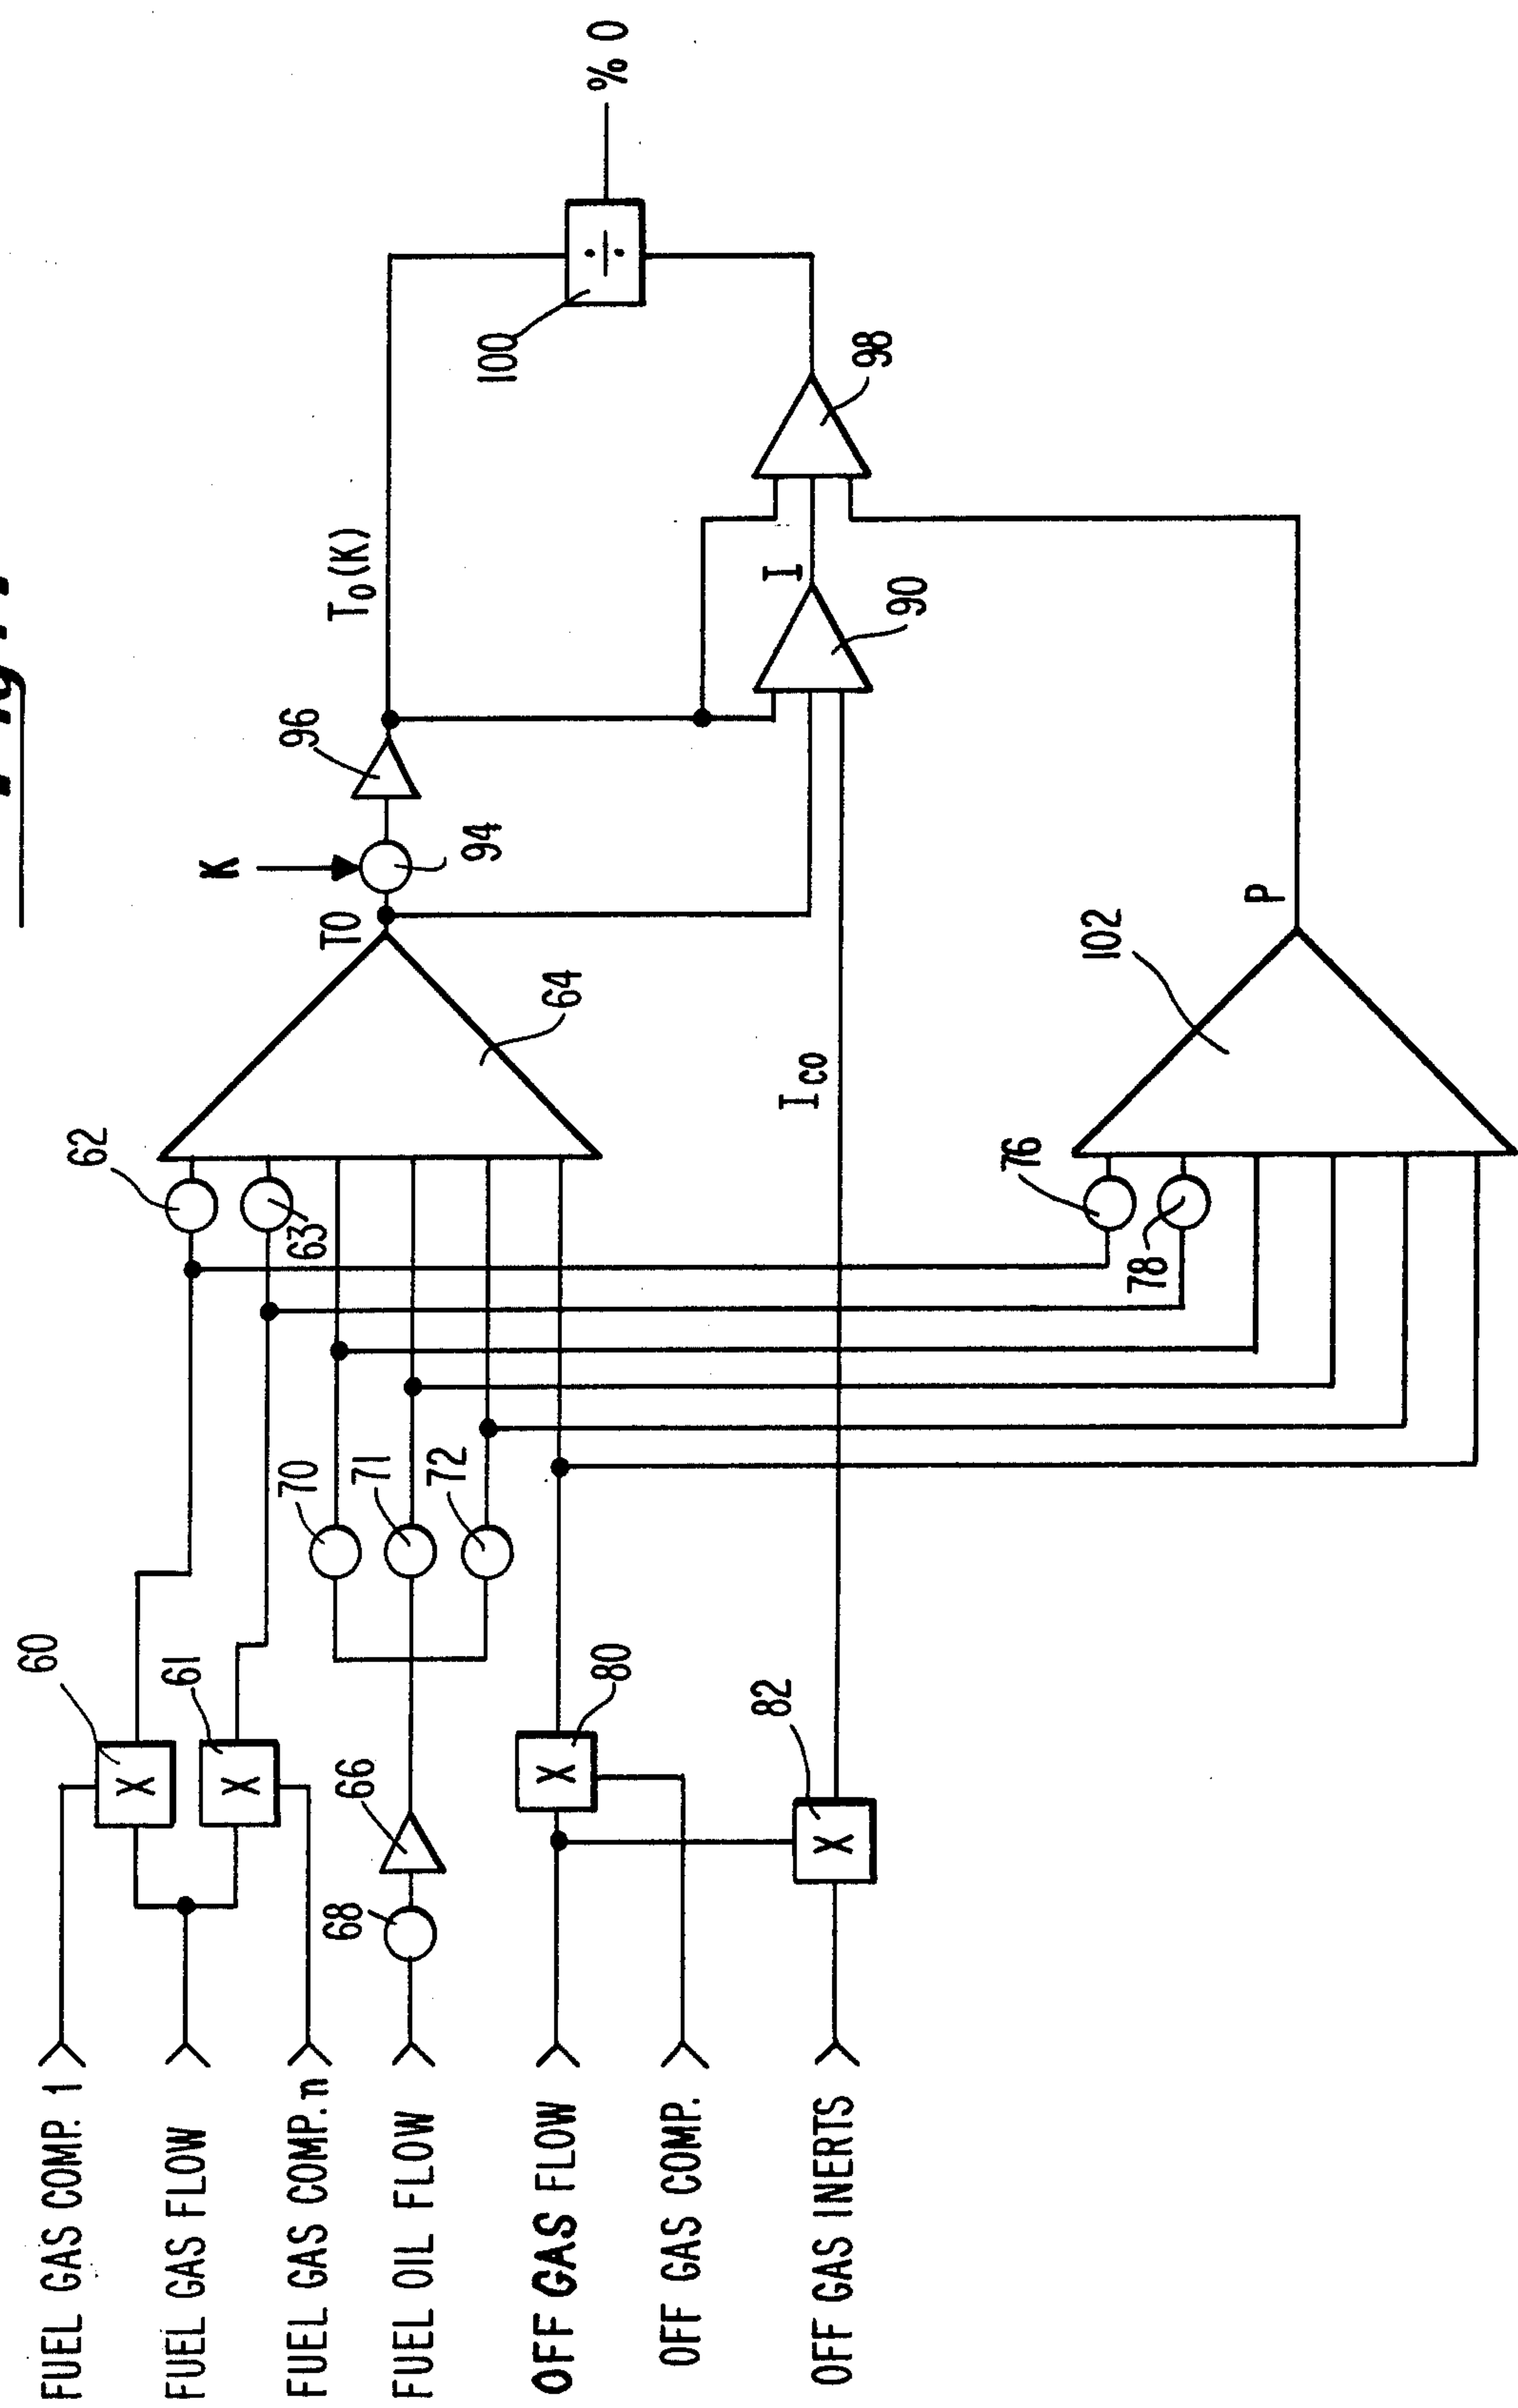 FUEL GAS COMP. 1
FUEL GAS FLOW
FUEL GAS COMP. n
FUEL OIL FLOW
OFF GAS FLOW
OFF GAS COMP.
OFF GAS INERTS
60
X
61
X
68
66
80
X
82
X
70
71
72
62
63
64
76
78
102
I CO
TO
P
K
94
96
T O (K)
90
I
98
100
÷
% O